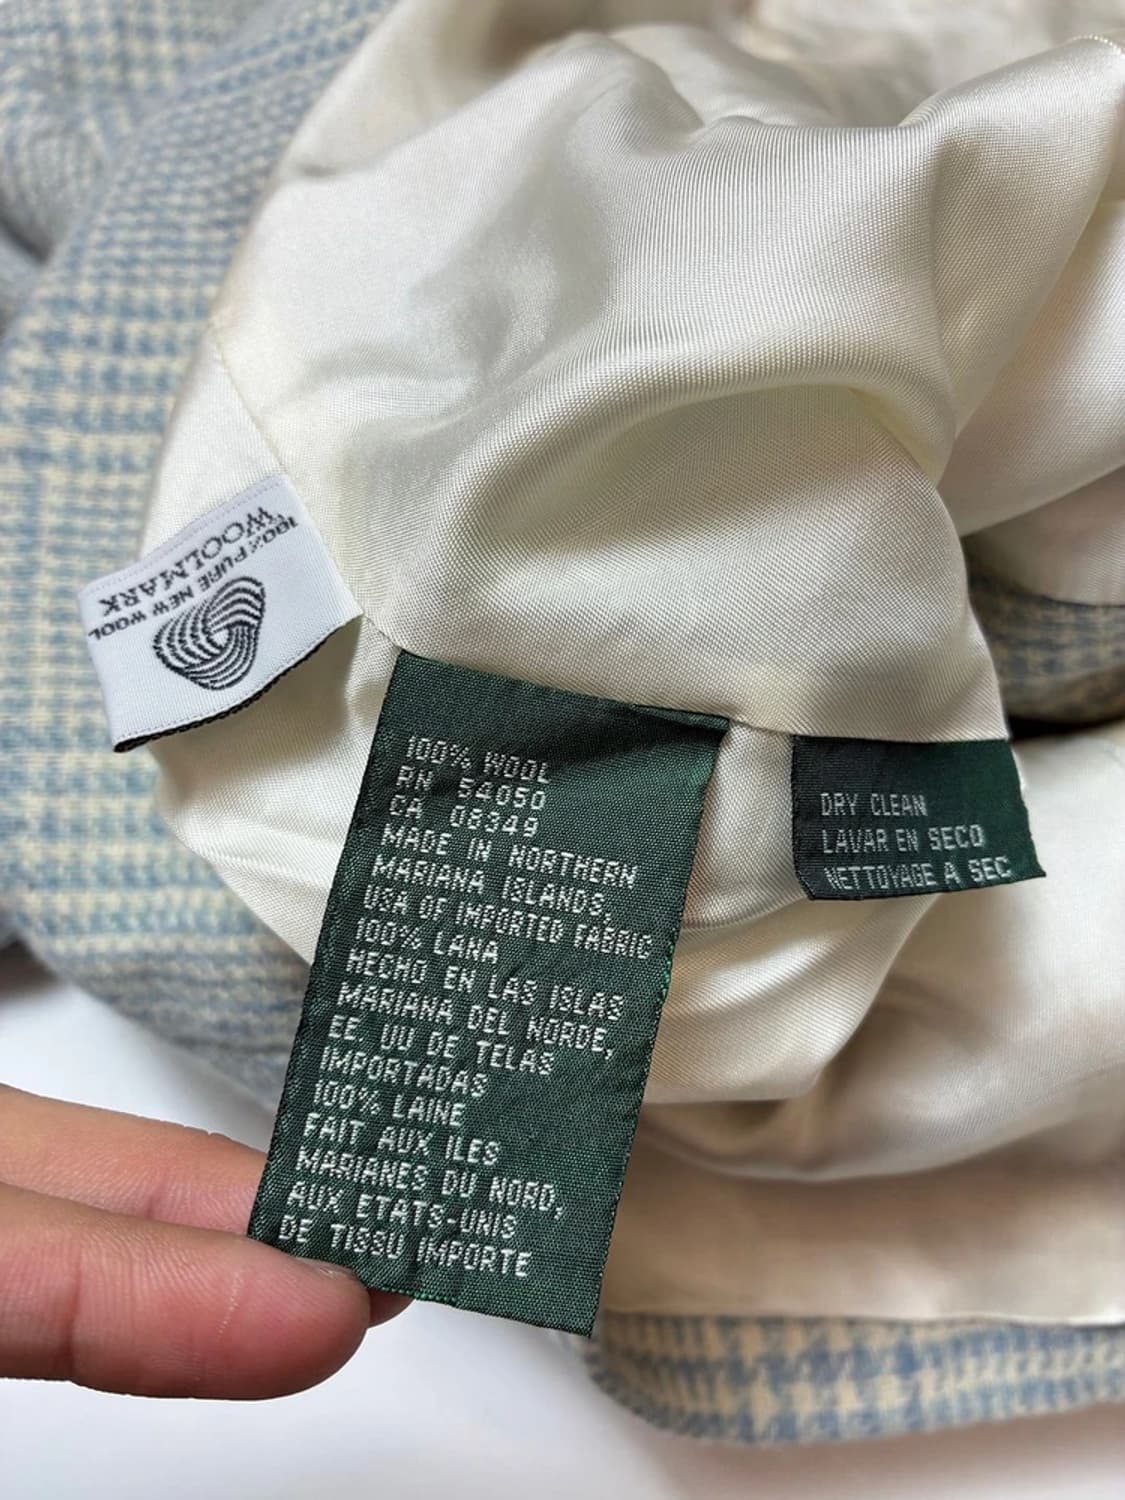 WOOLMARK
100% PURE NEW WOOL
100% WOOL
RN 54050
CA 08349
MADE IN NORTHERN
MARIANA ISLANDS,
USA OF IMPORTED FABRIC
100% LANA
HECHO EN LAS ISLAS
MARIANA DEL NORDE,
EE. UU DE TELAS
IMPORTADAS
100% LAINE
FAIT AUX ILES
MARIANES DU NORD,
AUX ETATS-UNIS
DE TISSU IMPORTE
DRY CLEAN
LAVAR EN SECO
NETTOYAGE A SEC